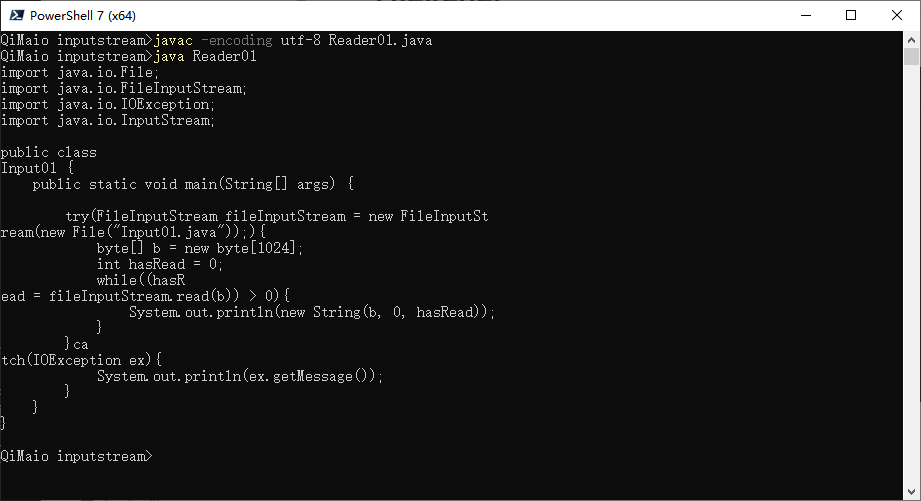 PowerShell 7 (x64)
QiMaio inputstream>javac -encoding utf-8 Reader01.java
QiMaio inputstream>java Reader01
import java.io.File;
import java.io.FileInputStream;
import java.io.IOException;
import java.io.InputStream;

public class
Input01 {
    public static void main(String[] args) {

        try(FileInputStream fileInputStream = new FileInputSt
ream(new File("Input01.java"));){
            byte[] b = new byte[1024];
            int hasRead = 0;
            while((hasR
ead = fileInputStream.read(b)) > 0){
                System.out.println(new String(b, 0, hasRead));
            }
        }ca
tch(IOException ex){
            System.out.println(ex.getMessage());
        }
    }
}

QiMaio inputstream>